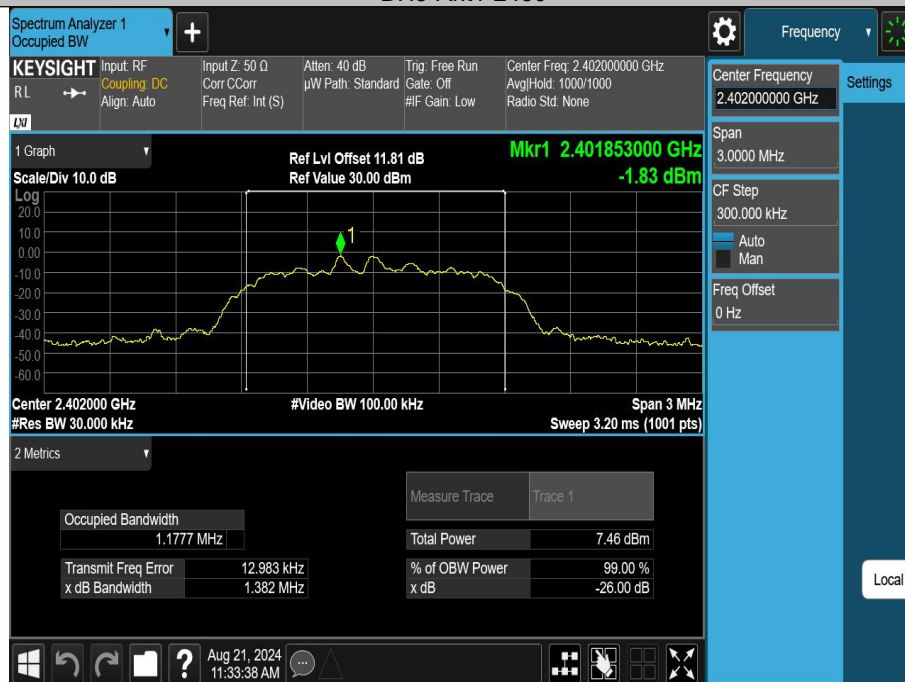 Spectrum Analyzer 1
Occupied BW
Frequency
KEYSIGHT
R L
LXI
Input: RF
Coupling: DC
Align: Auto
Input Z: 50 Ω
Corr CCorr
Freq Ref: Int (S)
Atten: 40 dB
µW Path: Standard
Trig: Free Run
Gate: Off
#IF Gain: Low
Center Freq: 2.402000000 GHz
Avg|Hold: 1000/1000
Radio Std: None
Center Frequency
2.402000000 GHz
Settings
Span
3.0000 MHz
CF Step
300.000 kHz
Auto
Man
Freq Offset
0 Hz
Local
1 Graph
Scale/Div 10.0 dB
Ref Lvl Offset 11.81 dB
Ref Value 30.00 dBm
Mkr1 2.401853000 GHz
-1.83 dBm
Log
20.0
10.0
0.00
-10.0
-20.0
-30.0
-40.0
-50.0
-60.0
1
Center 2.402000 GHz
#Video BW 100.00 kHz
Span 3 MHz
#Res BW 30.000 kHz
Sweep 3.20 ms (1001 pts)
2 Metrics
Measure Trace
Trace 1
Occupied Bandwidth
1.1777 MHz
Total Power
7.46 dBm
Transmit Freq Error
12.983 kHz
% of OBW Power
99.00 %
x dB Bandwidth
1.382 MHz
x dB
-26.00 dB
?
Aug 21, 2024
11:33:38 AM